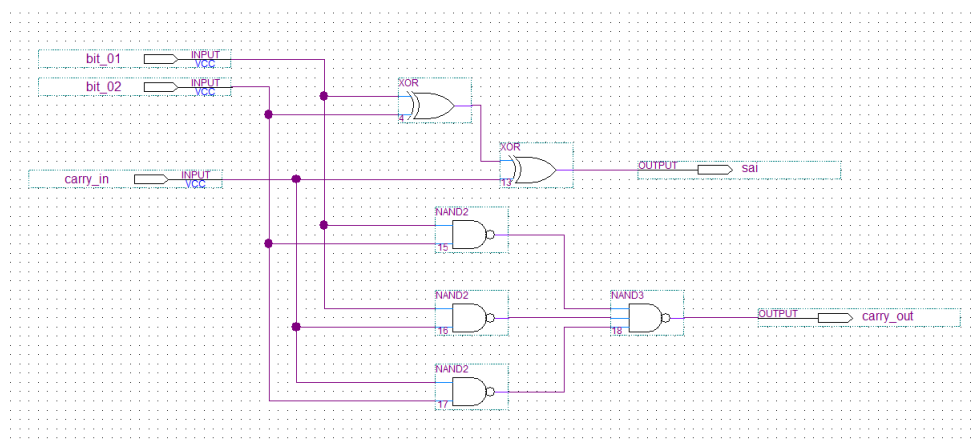 bit_01 INPUT
VCC
bit_02 INPUT
VCC
XOR
4
XOR
13
OUTPUT sai
carry_in INPUT
VCC
NAND2
15
NAND2
16
NAND3
18
OUTPUT carry_out
NAND2
17